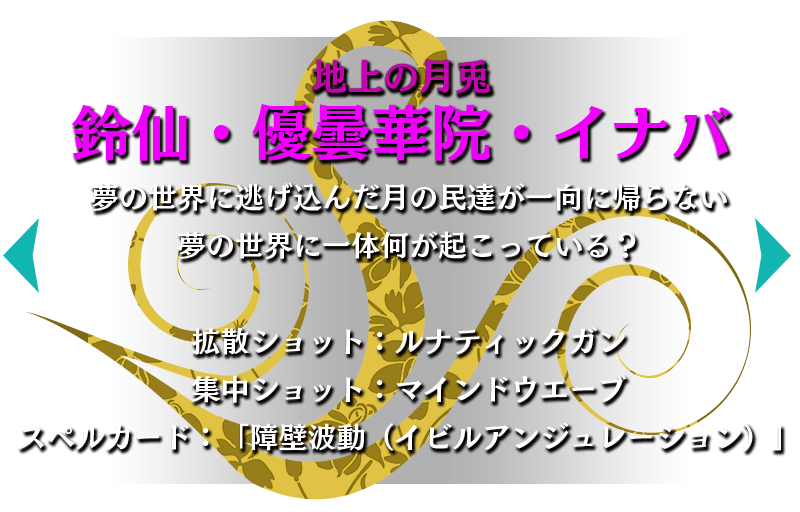 地上の月兎
鈴仙・優曇華院・イナバ
夢の世界に逃げ込んだ月の民達が一向に帰らない
夢の世界に一体何が起こっている？
拡散ショット：ルナティックガン
集中ショット：マインドウエーブ
スペルカード：「障壁波動（イビルアンジュレーション）」